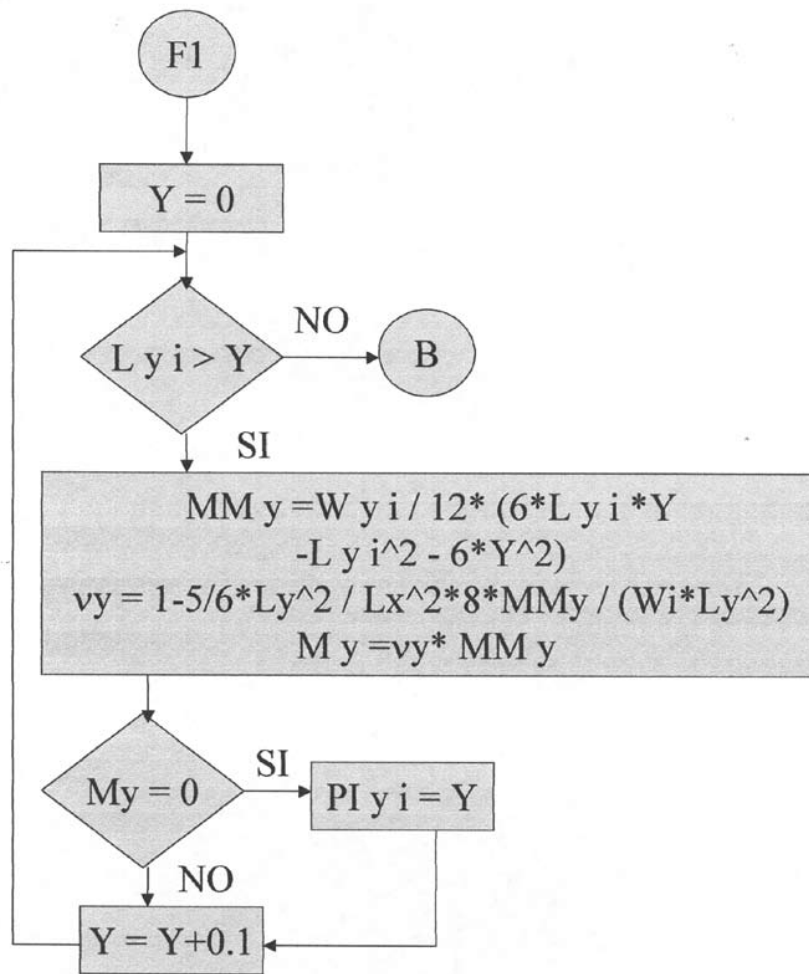 F1
Y = 0
L y i > Y
NO
B
SI
MM y =W y i / 12* (6*L y i *Y
-L y i^2 - 6*Y^2)
νy = 1-5/6*Ly^2 / Lx^2*8*MMy / (Wi*Ly^2)
M y =νy* MM y
My = 0
SI
PI y i = Y
NO
Y = Y+0.1